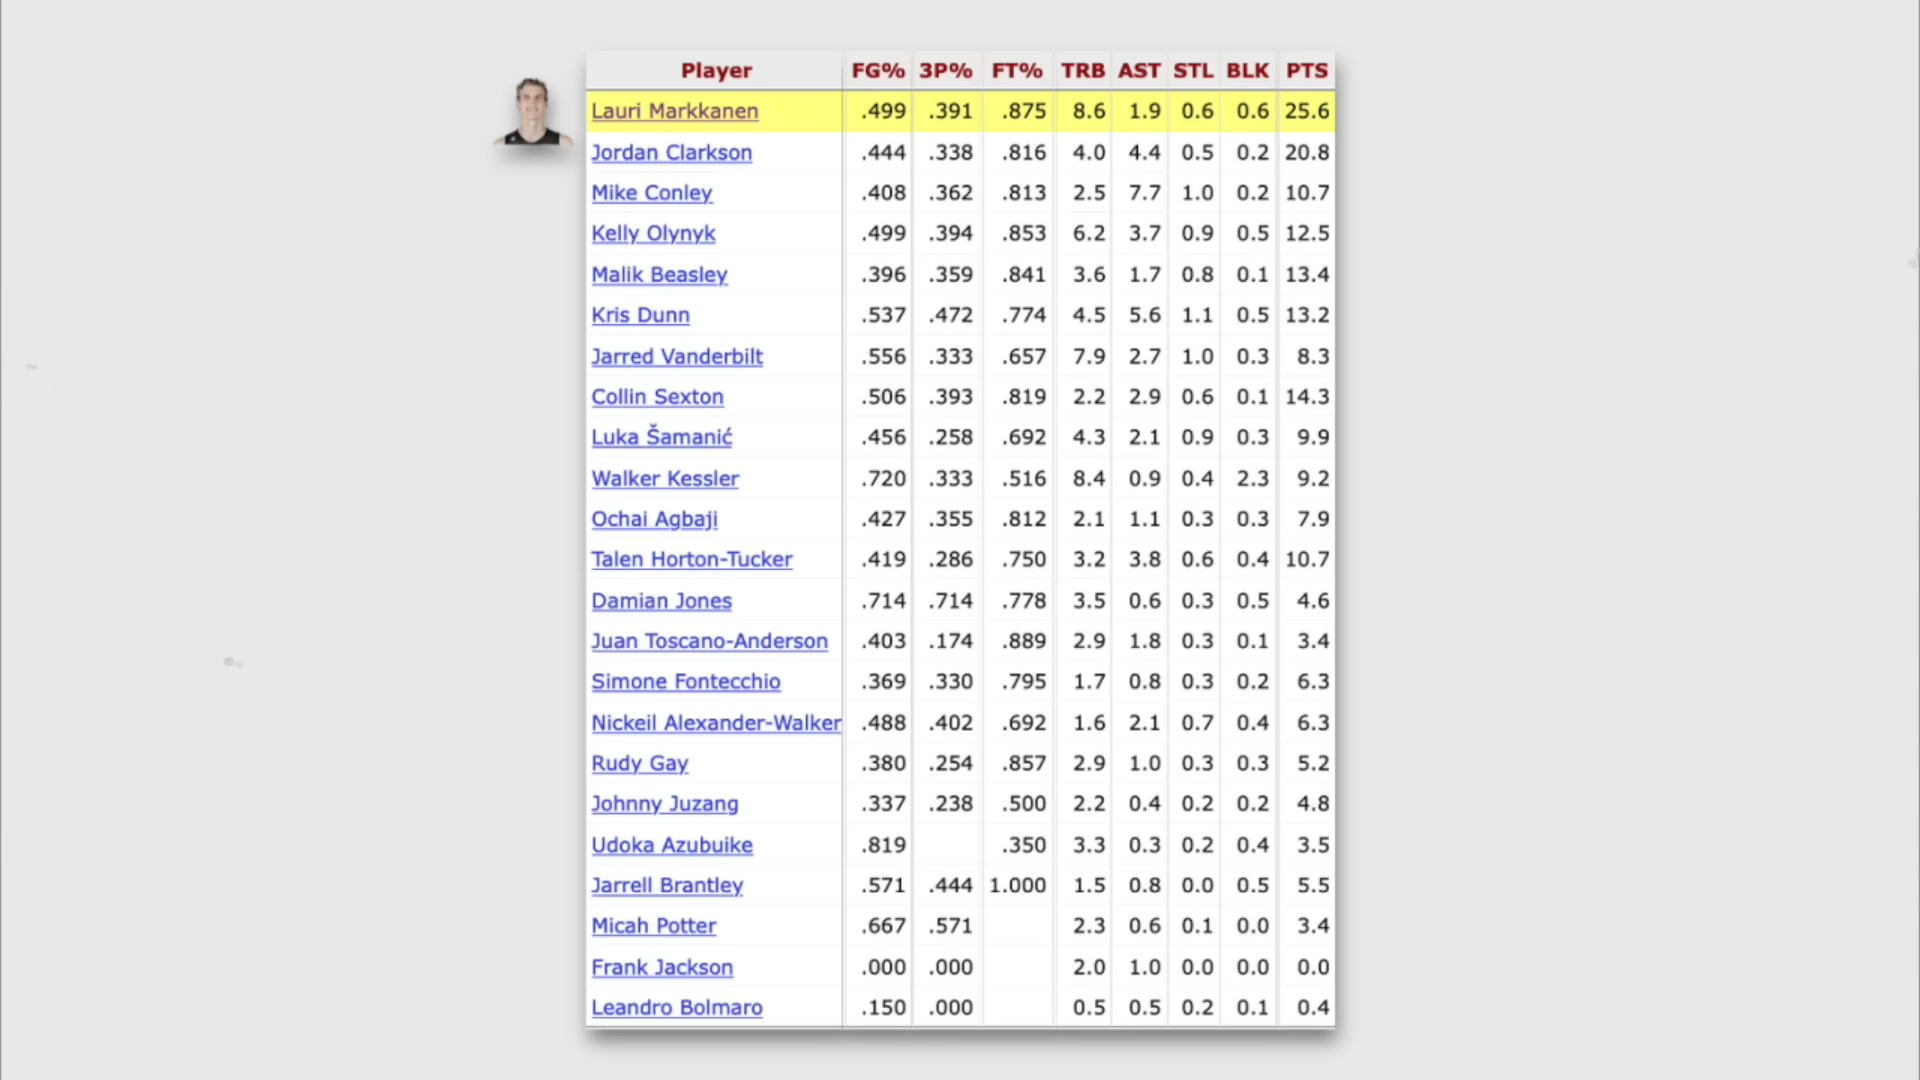 Player FG% 3P% FT% TRB AST STL BLK PTS
Lauri Markkanen .499 .391 .875 8.6 1.9 0.6 0.6 25.6
Jordan Clarkson .444 .338 .816 4.0 4.4 0.5 0.2 20.8
Mike Conley .408 .362 .813 2.5 7.7 1.0 0.2 10.7
Kelly Olynyk .499 .394 .853 6.2 3.7 0.9 0.5 12.5
Malik Beasley .396 .359 .841 3.6 1.7 0.8 0.1 13.4
Kris Dunn .537 .472 .774 4.5 5.6 1.1 0.5 13.2
Jarred Vanderbilt .556 .333 .657 7.9 2.7 1.0 0.3 8.3
Collin Sexton .506 .393 .819 2.2 2.9 0.6 0.1 14.3
Luka Šamanić .456 .258 .692 4.3 2.1 0.9 0.3 9.9
Walker Kessler .720 .333 .516 8.4 0.9 0.4 2.3 9.2
Ochai Agbaji .427 .355 .812 2.1 1.1 0.3 0.3 7.9
Talen Horton-Tucker .419 .286 .750 3.2 3.8 0.6 0.4 10.7
Damian Jones .714 .714 .778 3.5 0.6 0.3 0.5 4.6
Juan Toscano-Anderson .403 .174 .889 2.9 1.8 0.3 0.1 3.4
Simone Fontecchio .369 .330 .795 1.7 0.8 0.3 0.2 6.3
Nickeil Alexander-Walker .488 .402 .692 1.6 2.1 0.7 0.4 6.3
Rudy Gay .380 .254 .857 2.9 1.0 0.3 0.3 5.2
Johnny Juzang .337 .238 .500 2.2 0.4 0.2 0.2 4.8
Udoka Azubuike .819 .350 3.3 0.3 0.2 0.4 3.5
Jarrell Brantley .571 .444 1.000 1.5 0.8 0.0 0.5 5.5
Micah Potter .667 .571 2.3 0.6 0.1 0.0 3.4
Frank Jackson .000 .000 2.0 1.0 0.0 0.0 0.0
Leandro Bolmaro .150 .000 0.5 0.5 0.2 0.1 0.4